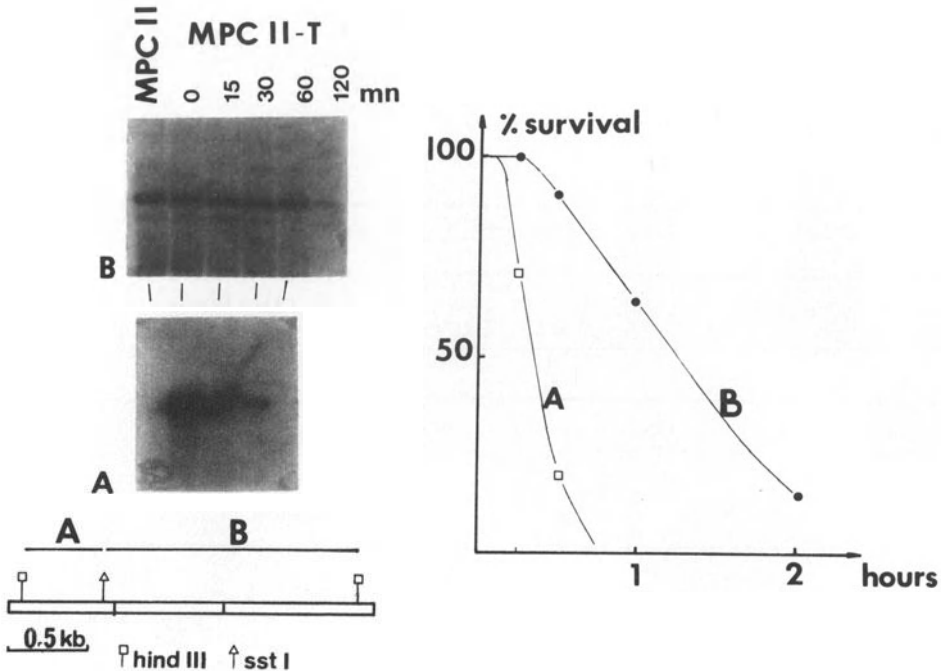 MPC II
MPC II-T
0 15 30 60 120 mn
B
A
A B
0.5 kb
hind III sst I
% survival
100
50
A
B
1 2 hours